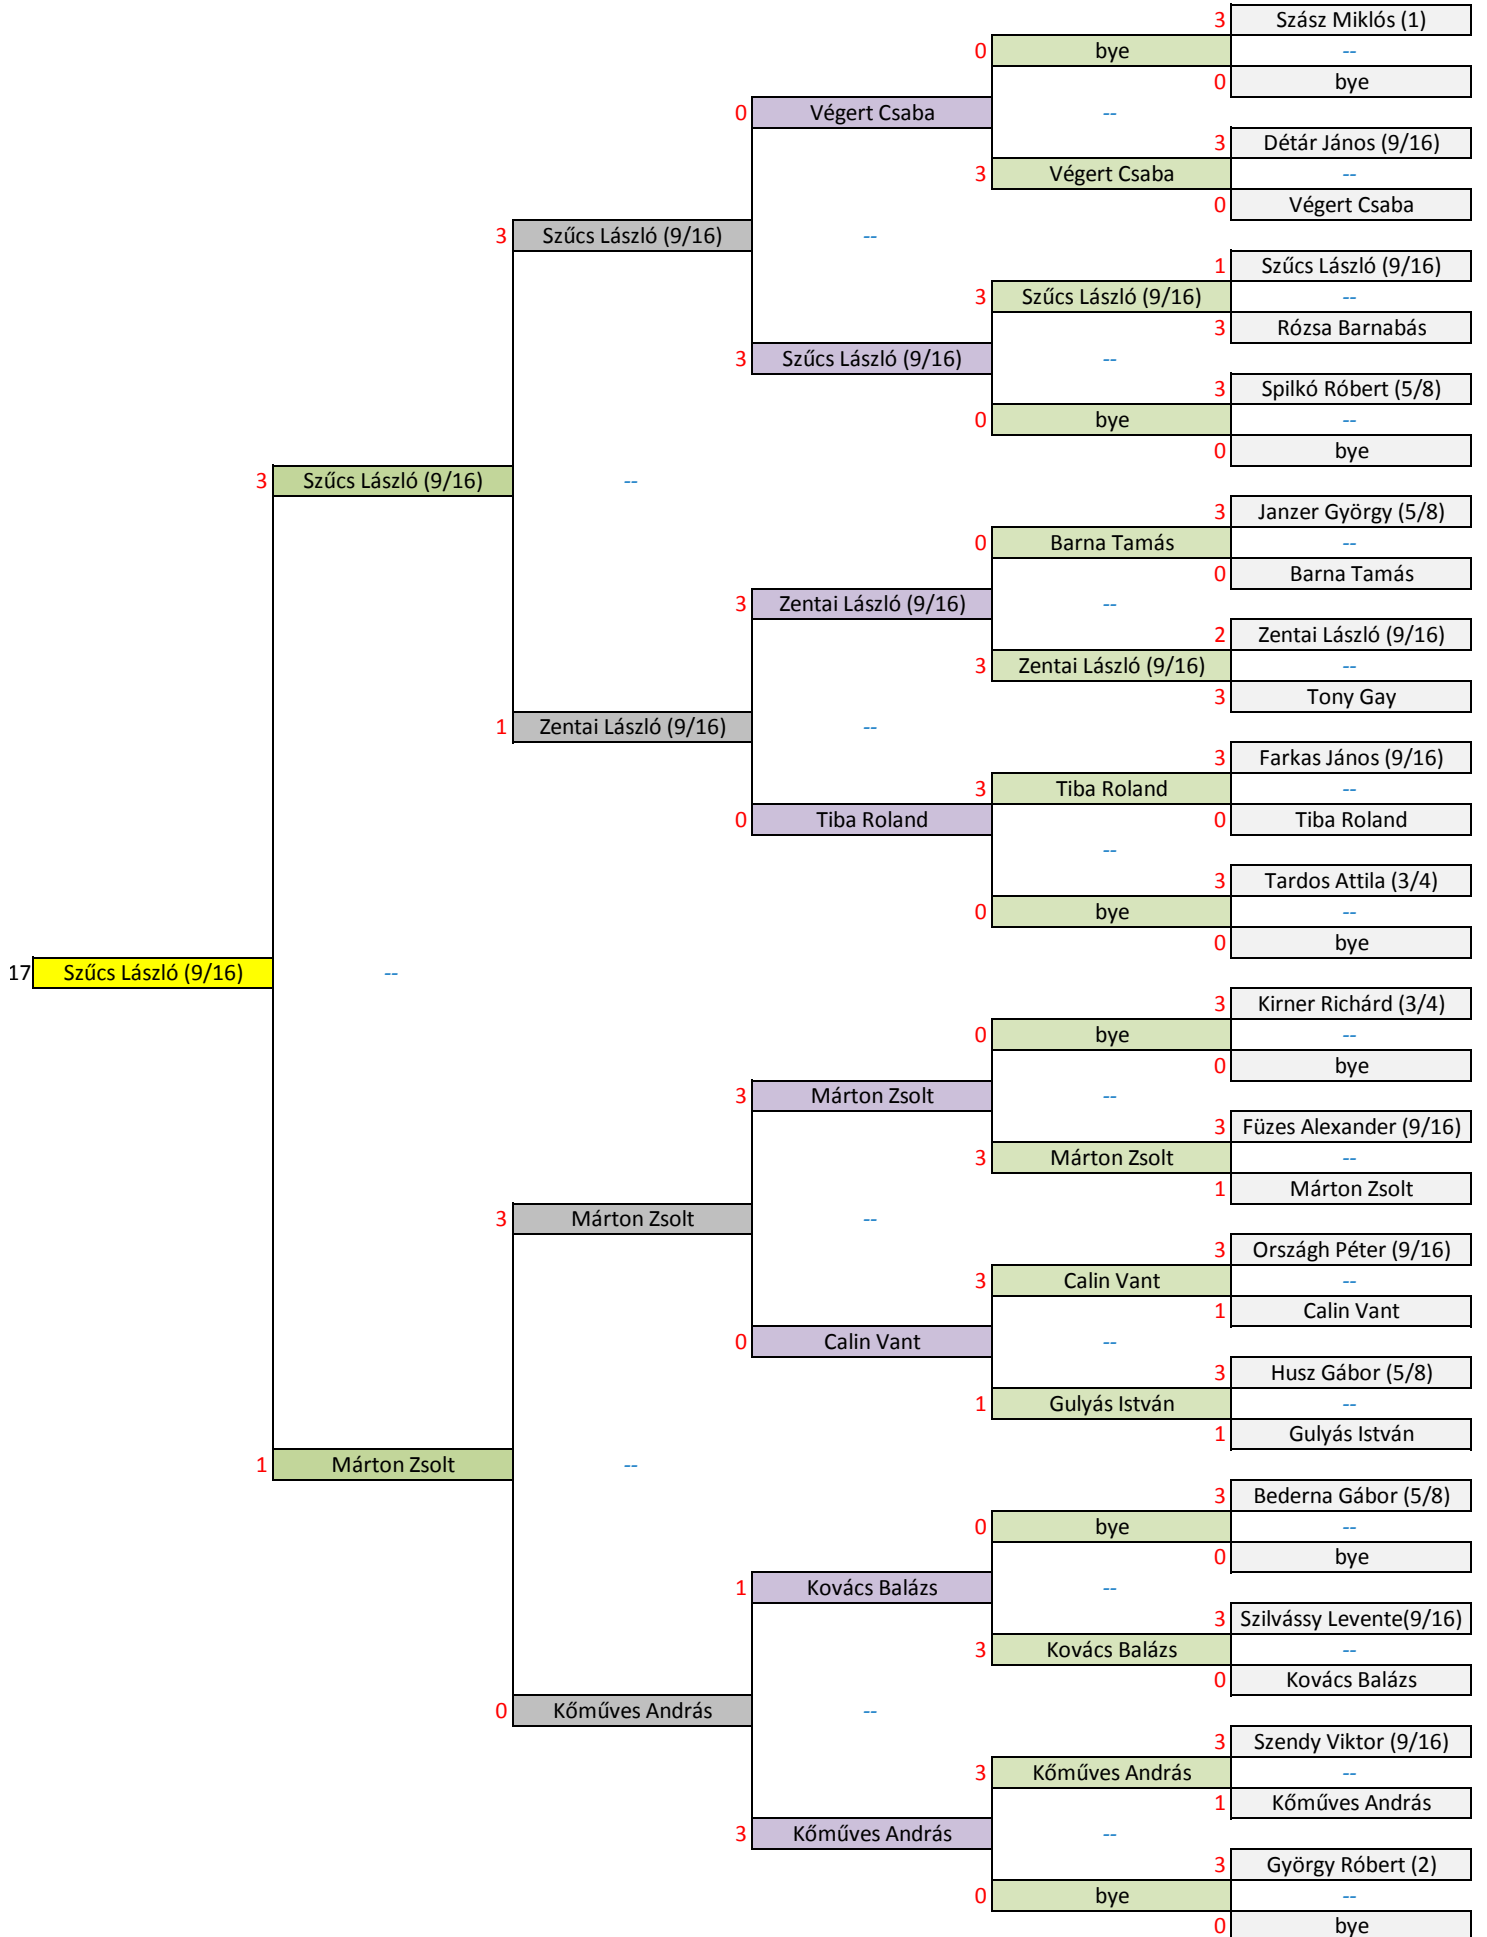 3 Szász Miklós (1)
0 bye --
0 bye
0 Végert Csaba --
3 Détár János (9/16)
3 Végert Csaba --
0 Végert Csaba
3 Szűcs László (9/16) --
1 Szűcs László (9/16)
3 Szűcs László (9/16) --
3 Rózsa Barnabás
3 Szűcs László (9/16) --
3 Spilkó Róbert (5/8)
0 bye --
0 bye
3 Szűcs László (9/16) --
3 Janzer György (5/8)
0 Barna Tamás --
0 Barna Tamás
3 Zentai László (9/16) --
2 Zentai László (9/16)
3 Zentai László (9/16) --
3 Tony Gay
1 Zentai László (9/16) --
3 Farkas János (9/16)
3 Tiba Roland --
0 Tiba Roland 0 Tiba Roland
--
3 Tardos Attila (3/4)
0 bye --
0 bye
17 Szűcs László (9/16) --
3 Kirner Richárd (3/4)
0 bye --
0 bye
3 Márton Zsolt --
3 Füzes Alexander (9/16)
3 Márton Zsolt --
1 Márton Zsolt
3 Márton Zsolt --
3 Országh Péter (9/16)
3 Calin Vant --
1 Calin Vant
0 Calin Vant --
3 Husz Gábor (5/8)
1 Gulyás István --
1 Gulyás István
1 Márton Zsolt --
3 Bederna Gábor (5/8)
0 bye --
0 bye
1 Kovács Balázs --
3 Szilvássy Levente(9/16)
3 Kovács Balázs --
0 Kovács Balázs
0 Kőműves András --
3 Szendy Viktor (9/16)
3 Kőműves András --
1 Kőműves András
3 Kőműves András --
3 György Róbert (2)
0 bye --
0 bye